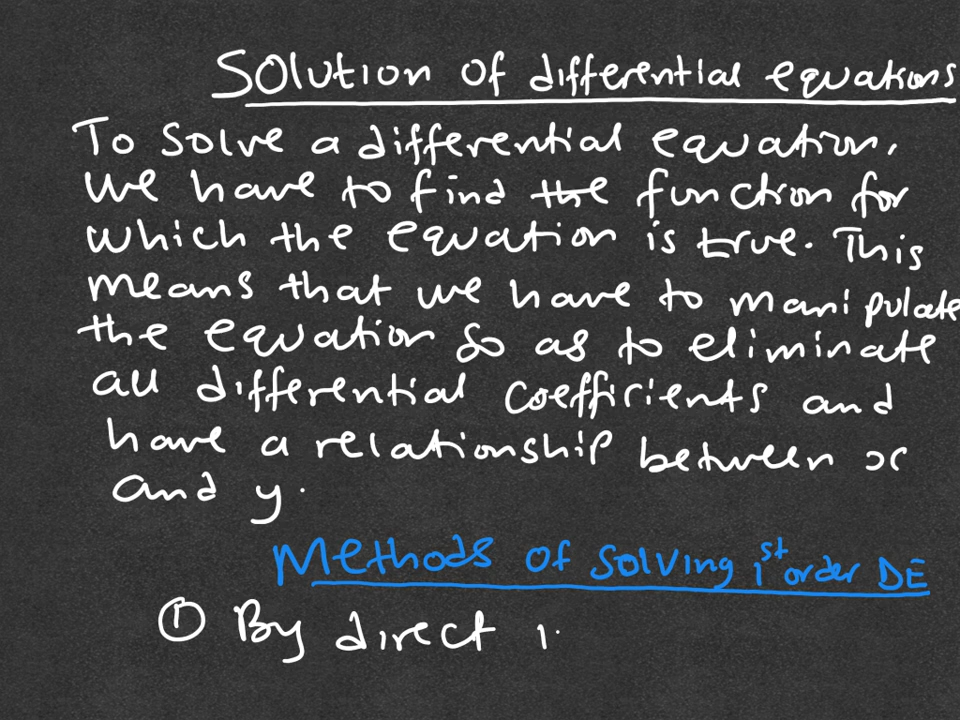 Solution of differential equations
To solve a differential equation,
we have to find the function for
which the equation is true. This
means that we have to manipulate
the equation so as to eliminate
all differential coefficients and
have a relationship between x
and y.
Methods of solving 1st order DE
① By direct i